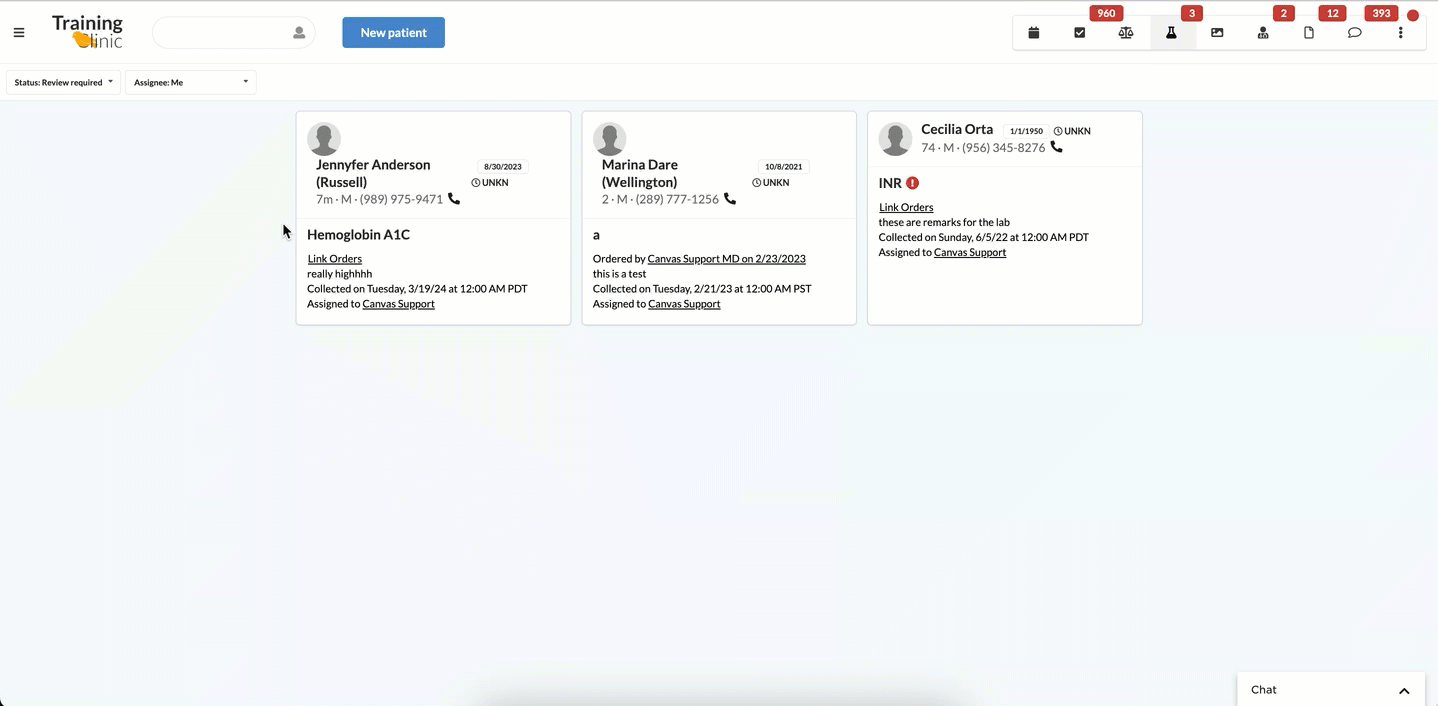 Training
Clinic
New patient
960
3
2
12
393
Status: Review required
Assignee: Me
Jennyfer Anderson
(Russell)
8/30/2023
UNKN
7m · M · (989) 975-9471
Hemoglobin A1C
Link Orders
really highhhh
Collected on Tuesday, 3/19/24 at 12:00 AM PDT
Assigned to Canvas Support
Marina Dare
(Wellington)
10/8/2021
UNKN
2 · M · (289) 777-1256
a
Ordered by Canvas Support MD on 2/23/2023
this is a test
Collected on Tuesday, 2/21/23 at 12:00 AM PST
Assigned to Canvas Support
Cecilia Orta 1/1/1950 UNKN
74 · M · (956) 345-8276
INR
Link Orders
these are remarks for the lab
Collected on Sunday, 6/5/22 at 12:00 AM PDT
Assigned to Canvas Support
Chat